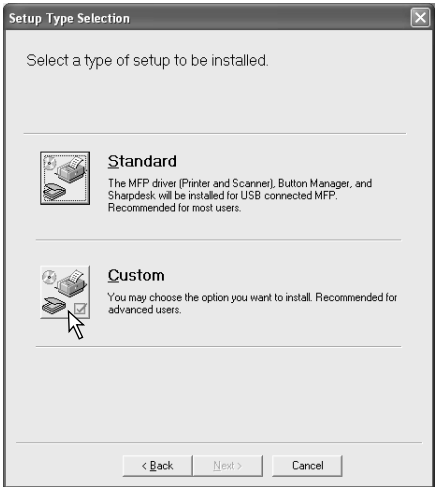 Setup Type Selection
Select a type of setup to be installed.
Standard
The MFP driver (Printer and Scanner), Button Manager, and
Sharpdesk will be installed for USB connected MFP.
Recommended for most users.
Custom
You may choose the option you want to install. Recommended for
advanced users.
< Back
Next >
Cancel